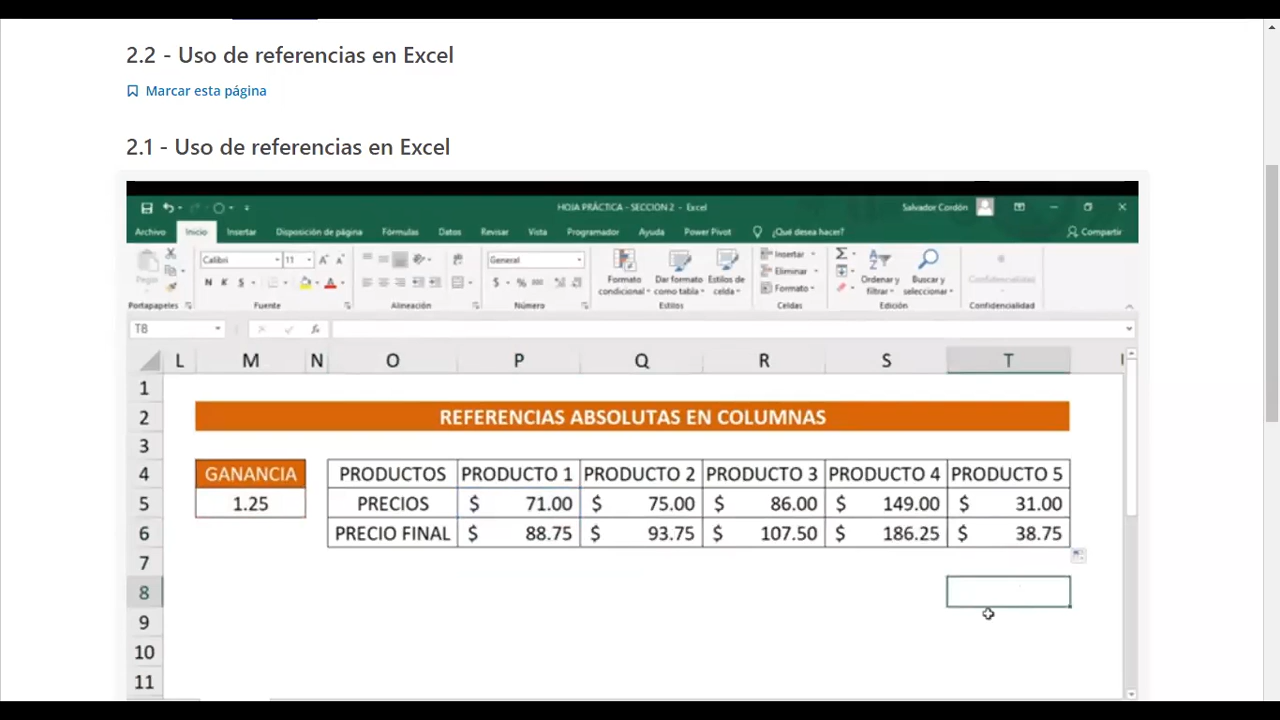 2.2 - Uso de referencias en Excel
Marcar esta página
2.1 - Uso de referencias en Excel
HOJA PRÁCTICA - SECCION 2 - Excel
Salvador Cordón
Archivo Inicio Insertar Disposición de página Fórmulas Datos Revisar Vista Programador Ayuda Power Pivot ¿Qué desea hacer? Compartir
Pegar
Calibri 11
N K S
General
$ % 000
Formato condicional
Dar formato como tabla
Estilos de celda
Insertar
Eliminar
Formato
Ordenar y filtrar
Buscar y seleccionar
Confidencialidad
Portapapeles Fuente Alineación Número Estilos Celdas Edición Confidencialidad
T8 fx
L M N O P Q R S T
1
2 REFERENCIAS ABSOLUTAS EN COLUMNAS
3
4 GANANCIA PRODUCTOS PRODUCTO 1 PRODUCTO 2 PRODUCTO 3 PRODUCTO 4 PRODUCTO 5
5 1.25 PRECIOS $ 71.00 $ 75.00 $ 86.00 $ 149.00 $ 31.00
6 PRECIO FINAL $ 88.75 $ 93.75 $ 107.50 $ 186.25 $ 38.75
7
8
9
10
11